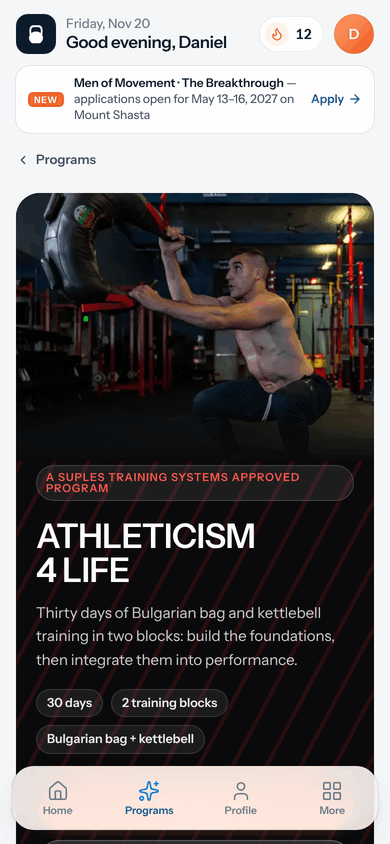 Friday, Nov 20
Good evening, Daniel
12
D
NEW
Men of Movement · The Breakthrough —
applications open for May 13–16, 2027 on
Mount Shasta
Apply →
Programs
A SUPLES TRAINING SYSTEMS APPROVED
PROGRAM
ATHLETICISM
4 LIFE
Thirty days of Bulgarian bag and kettlebell
training in two blocks: build the foundations,
then integrate them into performance.
30 days
2 training blocks
Bulgarian bag + kettlebell
Home
Programs
Profile
More